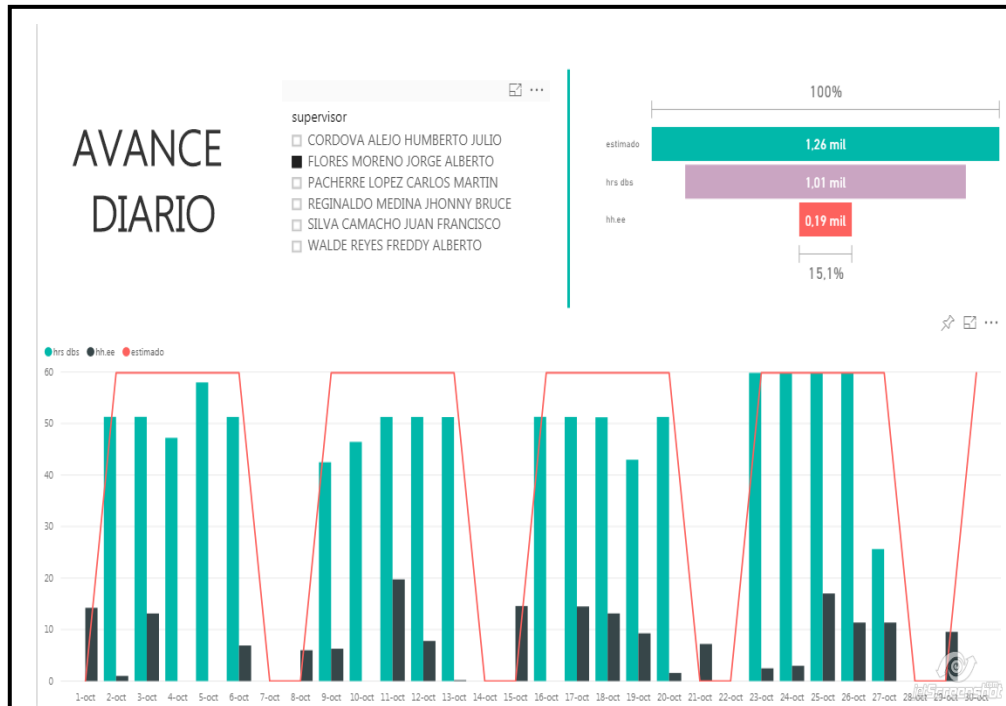 AVANCE
DIARIO
supervisor
CORDOVA ALEJO HUMBERTO JULIO
FLORES MORENO JORGE ALBERTO
PACHERRE LOPEZ CARLOS MARTIN
REGINALDO MEDINA JHONNY BRUCE
SILVA CAMACHO JUAN FRANCISCO
WALDE REYES FREDDY ALBERTO
100%
estimado 1,26 mil
hrs dbs 1,01 mil
hh.ee 0,19 mil
15,1%
hrs dbs hh.ee estimado
60
50
40
30
20
10
0
1-oct 2-oct 3-oct 4-oct 5-oct 6-oct 7-oct 8-oct 9-oct 10-oct 11-oct 12-oct 13-oct 14-oct 15-oct 16-oct 17-oct 18-oct 19-oct 20-oct 21-oct 22-oct 23-oct 24-oct 25-oct 26-oct 27-oct 28-oct 29-oct 30-oct
JetScreenshot
.com